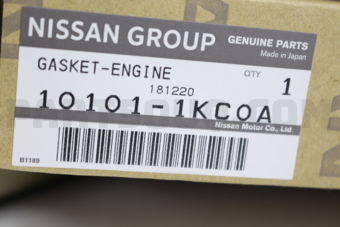 NISSAN GROUP GENUINE PARTS
Made in Japan
GASKET-ENGINE QTY 1
181220
10101-1KC0A
Nissan Motor Co., Ltd.
B1189